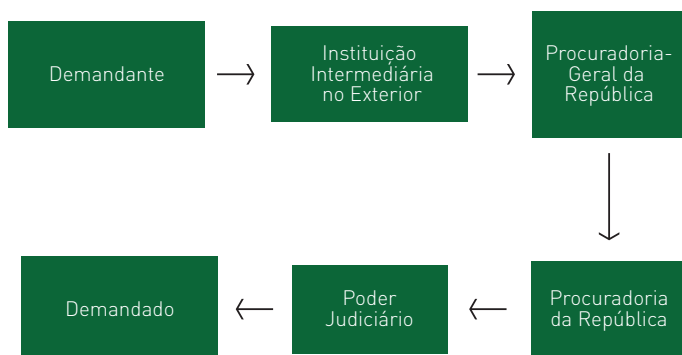 Demandante
Instituição
Intermediária
no Exterior
Procuradoria-
Geral da
República
Procuradoria
da República
Poder
Judiciário
Demandado